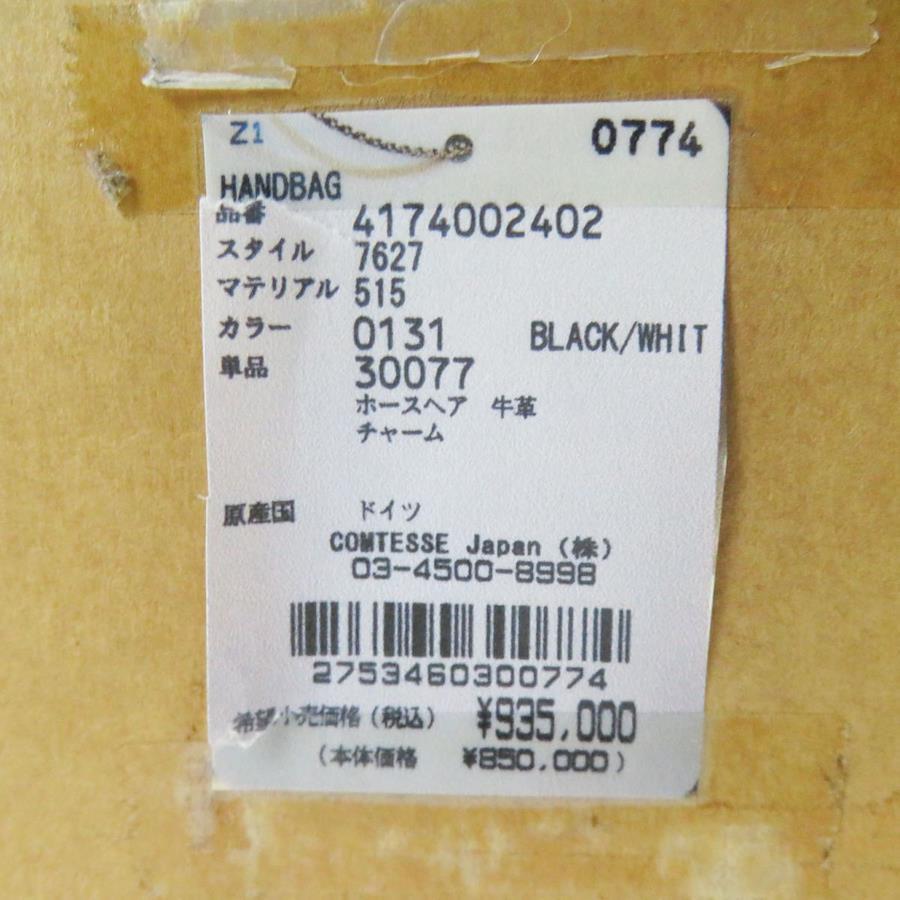 Z1 0774
HANDBAG
品番 4174002402
スタイル 7627
マテリアル 515
カラー 0131 BLACK/WHIT
単品 30077
ホースヘア 牛革
チャーム
原産国 ドイツ
COMTESSE Japan (株)
03-4500-8998
2753460300774
希望小売価格(税込) ¥935,000
(本体価格 ¥850,000)